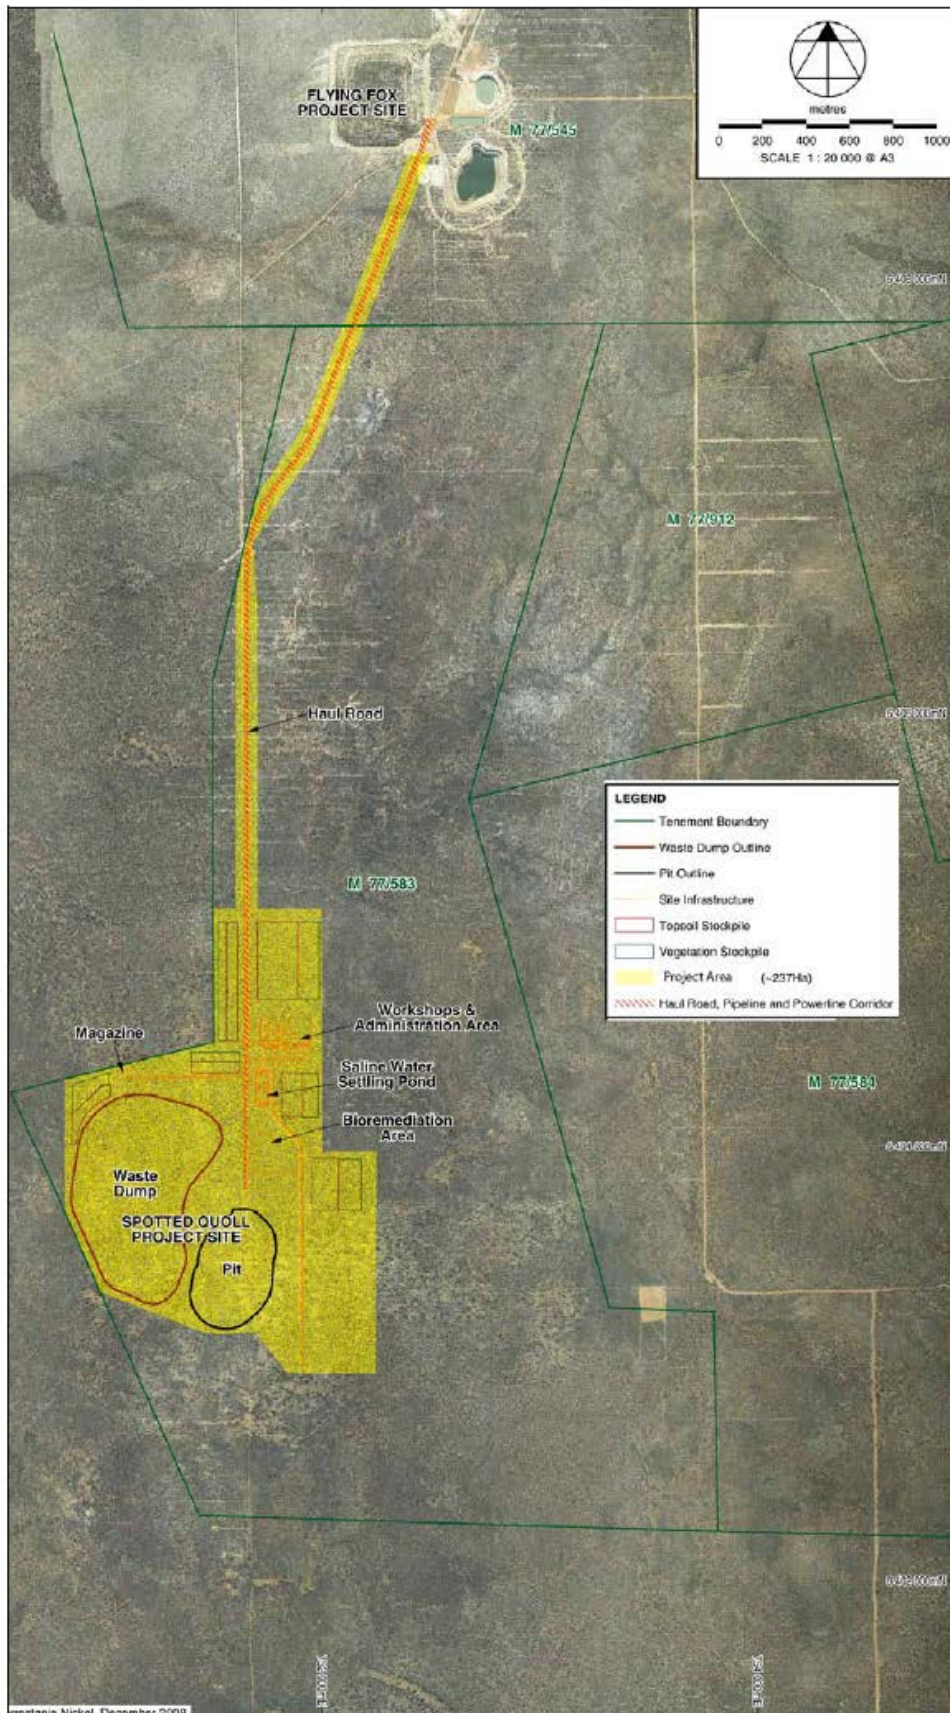 FLYING FOX
PROJECT SITE
M 77/545
metres
0 200 400 600 800 1000
SCALE 1 : 20 000 @ A3
M 77/912
Haul Road
M 77/583
LEGEND
Tenement Boundary
Waste Dump Outline
Pit Outline
Site Infrastructure
Topsoil Stockpile
Vegetation Stockpile
Project Area (~237Ha)
Haul Road, Pipeline and Powerline Corridor
Magazine
Workshops &
Administration Area
Saline Water
Settling Pond
M 77/584
Bioremediation
Area
Waste
Dump
SPOTTED QUOLL
PROJECT SITE
Pit
Nickel, December 2008